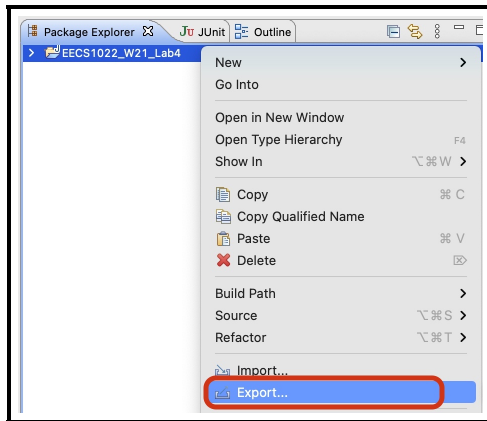 Package Explorer JU JUnit Outline
EECS1022_W21_Lab4
New
Go Into
Open in New Window
Open Type Hierarchy F4
Show In ⌥⌘W
Copy ⌘C
Copy Qualified Name
Paste ⌘V
Delete ⌦
Build Path
Source ⌥⌘S
Refactor ⌥⌘T
Import...
Export...